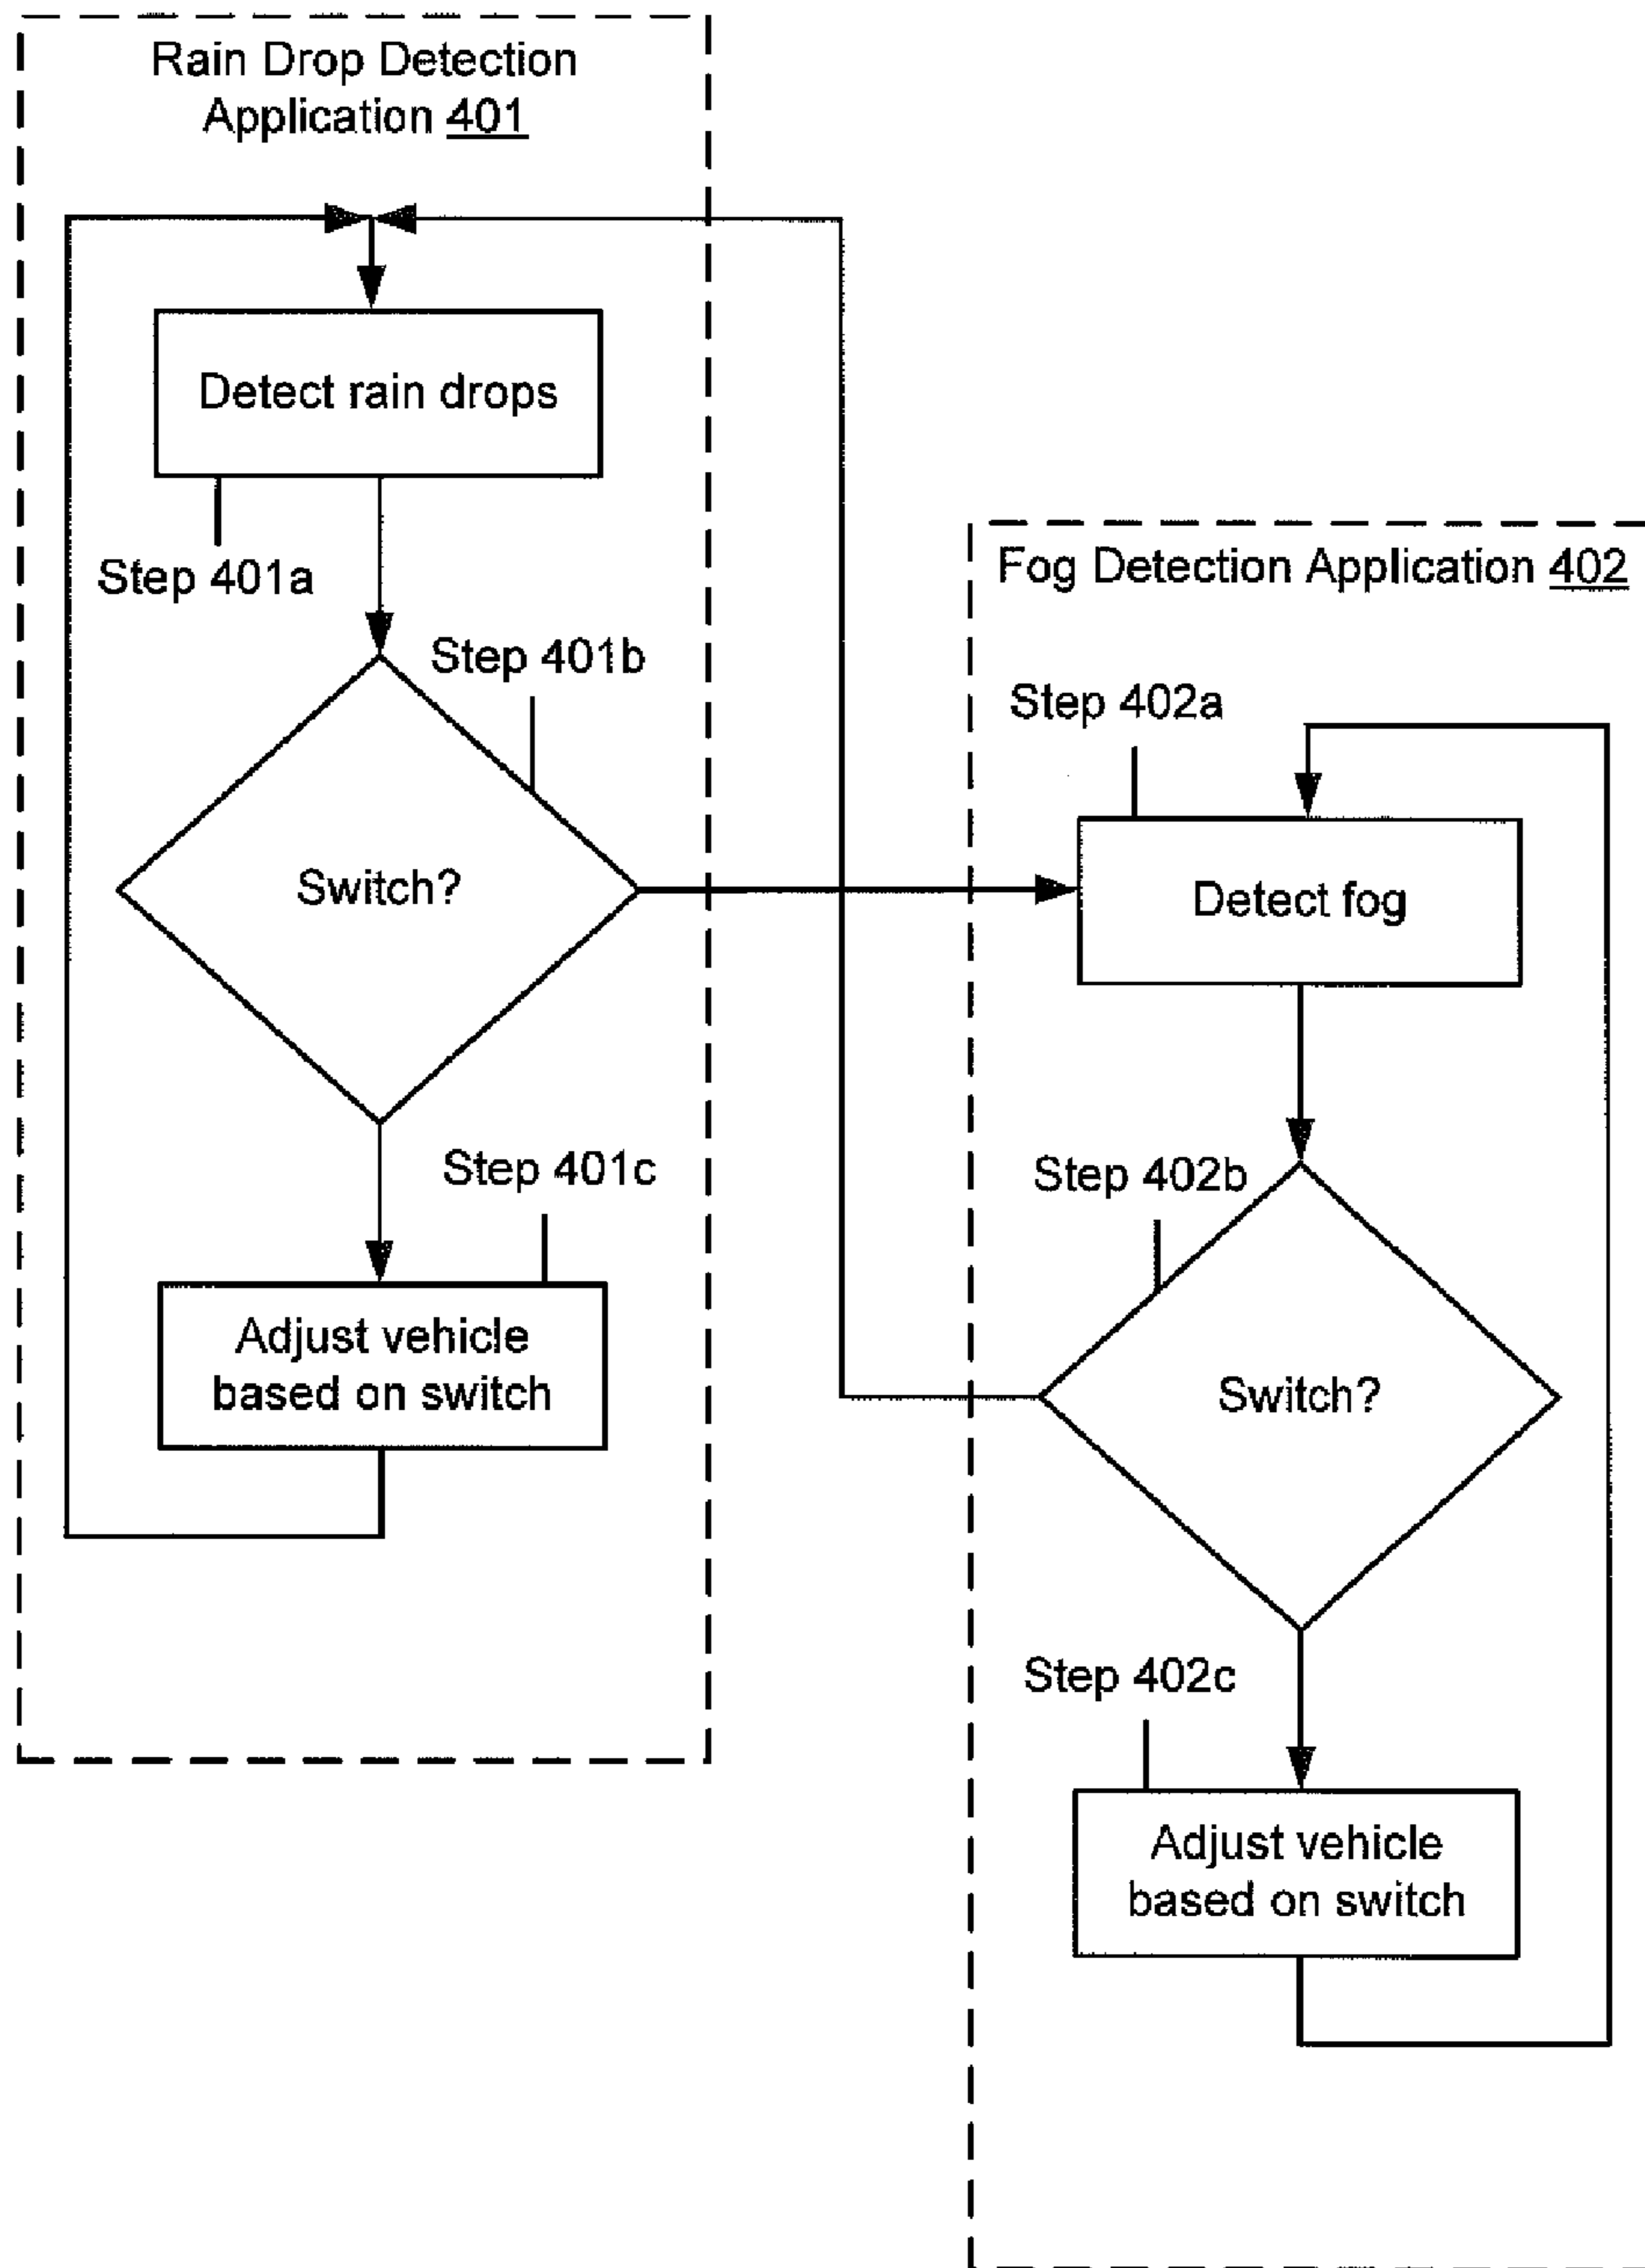 Rain Drop Detection
Application 401
Detect rain drops
Step 401a
Step 401b
Switch?
Step 401c
Adjust vehicle
based on switch
Fog Detection Application 402
Step 402a
Detect fog
Step 402b
Switch?
Step 402c
Adjust vehicle
based on switch